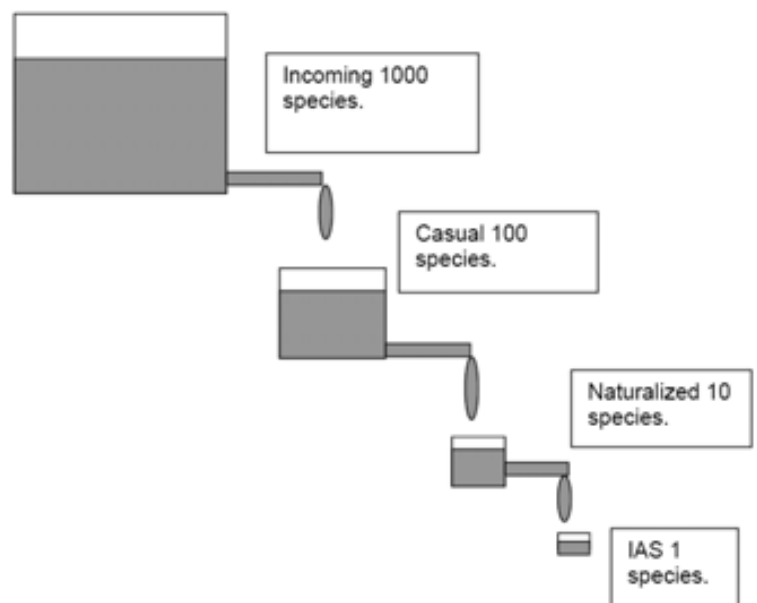 Incoming 1000
species.
Casual 100
species.
Naturalized 10
species.
IAS 1
species.